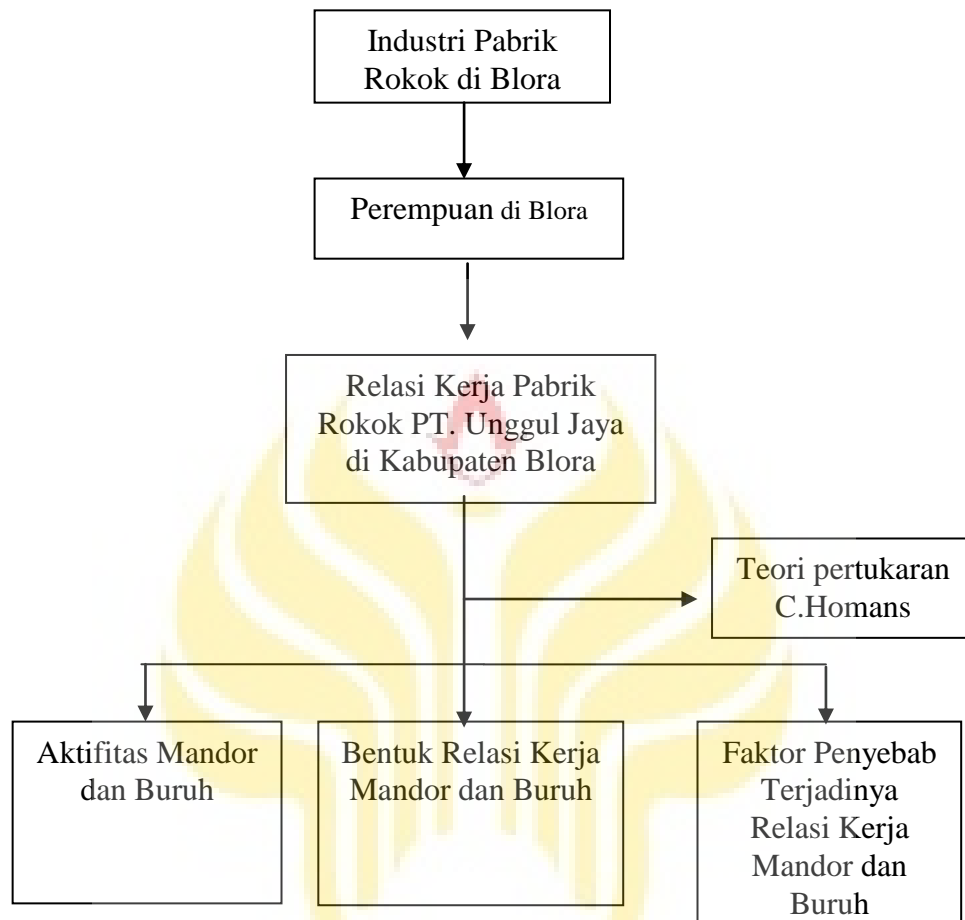 Industri Pabrik
Rokok di Blora
Perempuan di Blora
Relasi Kerja Pabrik
Rokok PT. Unggul Jaya
di Kabupaten Blora
Teori pertukaran
C.Homans
Aktifitas Mandor
dan Buruh
Bentuk Relasi Kerja
Mandor dan Buruh
Faktor Penyebab
Terjadinya
Relasi Kerja
Mandor dan
Buruh